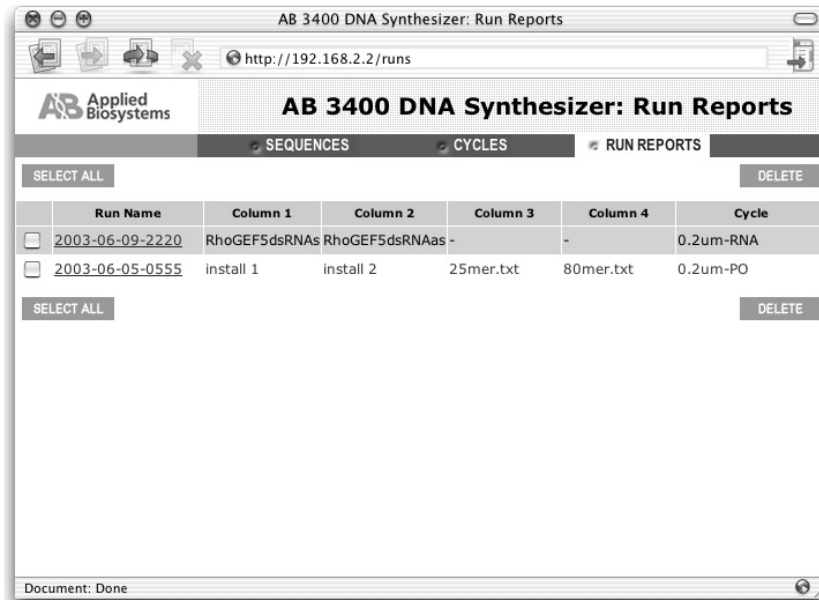 AB 3400 DNA Synthesizer: Run Reports
http://192.168.2.2/runs
AB Applied Biosystems
AB 3400 DNA Synthesizer: Run Reports
SEQUENCES CYCLES RUN REPORTS
SELECT ALL DELETE
Run Name Column 1 Column 2 Column 3 Column 4 Cycle
2003-06-09-2220 RhoGEF5dsRNAs RhoGEF5dsRNAas - - 0.2um-RNA
2003-06-05-0555 install 1 install 2 25mer.txt 80mer.txt 0.2um-PO
SELECT ALL DELETE
Document: Done